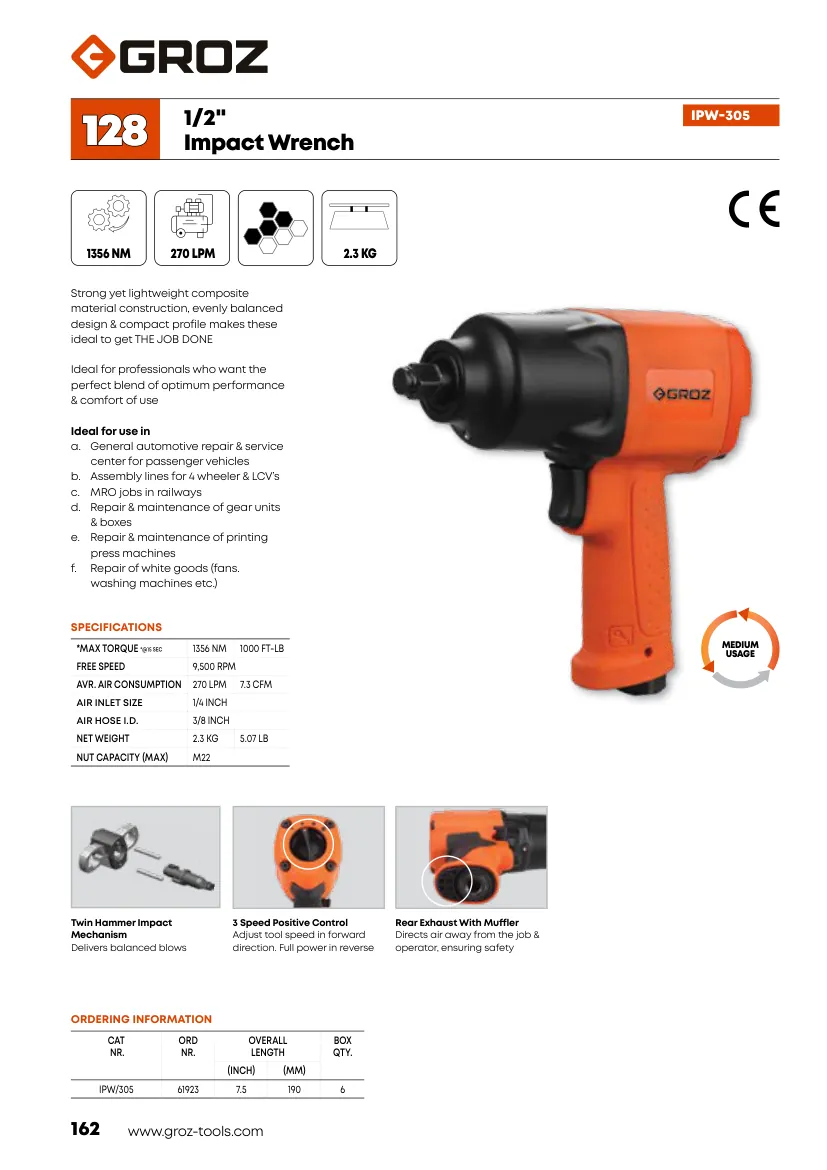 GROZ
128
1/2"
Impact Wrench
IPW-305
1356 NM
270 LPM
2.3 KG
CE
Strong yet lightweight composite
material construction, evenly balanced
design & compact profile makes these
ideal to get THE JOB DONE
Ideal for professionals who want the
perfect blend of optimum performance
& comfort of use
Ideal for use in
a. General automotive repair & service
center for passenger vehicles
b. Assembly lines for 4 wheeler & LCV's
c. MRO jobs in railways
d. Repair & maintenance of gear units
& boxes
e. Repair & maintenance of printing
press machines
f. Repair of white goods (fans.
washing machines etc.)
GROZ
MEDIUM
USAGE
SPECIFICATIONS
*MAX TORQUE *@15 SEC 1356 NM 1000 FT-LB
FREE SPEED 9,500 RPM
AVR. AIR CONSUMPTION 270 LPM 7.3 CFM
AIR INLET SIZE 1/4 INCH
AIR HOSE I.D. 3/8 INCH
NET WEIGHT 2.3 KG 5.07 LB
NUT CAPACITY (MAX) M22
Twin Hammer Impact
Mechanism
Delivers balanced blows
3 Speed Positive Control
Adjust tool speed in forward
direction. Full power in reverse
Rear Exhaust With Muffler
Directs air away from the job &
operator, ensuring safety
ORDERING INFORMATION
CAT ORD OVERALL BOX
NR. NR. LENGTH QTY.
(INCH) (MM)
IPW/305 61923 7.5 190 6
162 www.groz-tools.com